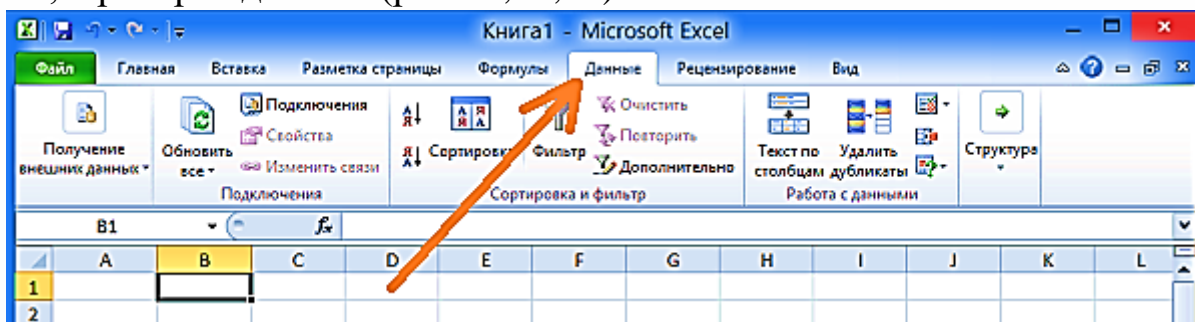 Книга1 - Microsoft Excel
Файл Главная Вставка Разметка страницы Формулы Данные Рецензирование Вид
Получение внешних данных
Обновить все
Подключения
Свойства
Изменить связи
Подключения
Сортировка
Фильтр
Очистить
Повторить
Дополнительно
Сортировка и фильтр
Текст по столбцам
Удалить дубликаты
Работа с данными
Структура
B1 fx
A B C D E F G H I J K L
1
2